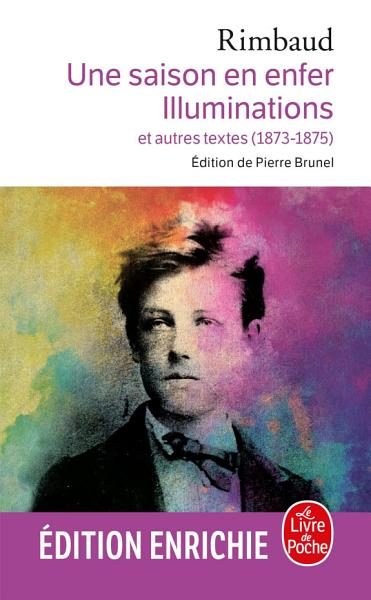 Rimbaud
Une saison en enfer
Illuminations
et autres textes (1873-1875)
Édition de Pierre Brunel
ÉDITION ENRICHIE
Le
Livre
de
Poche